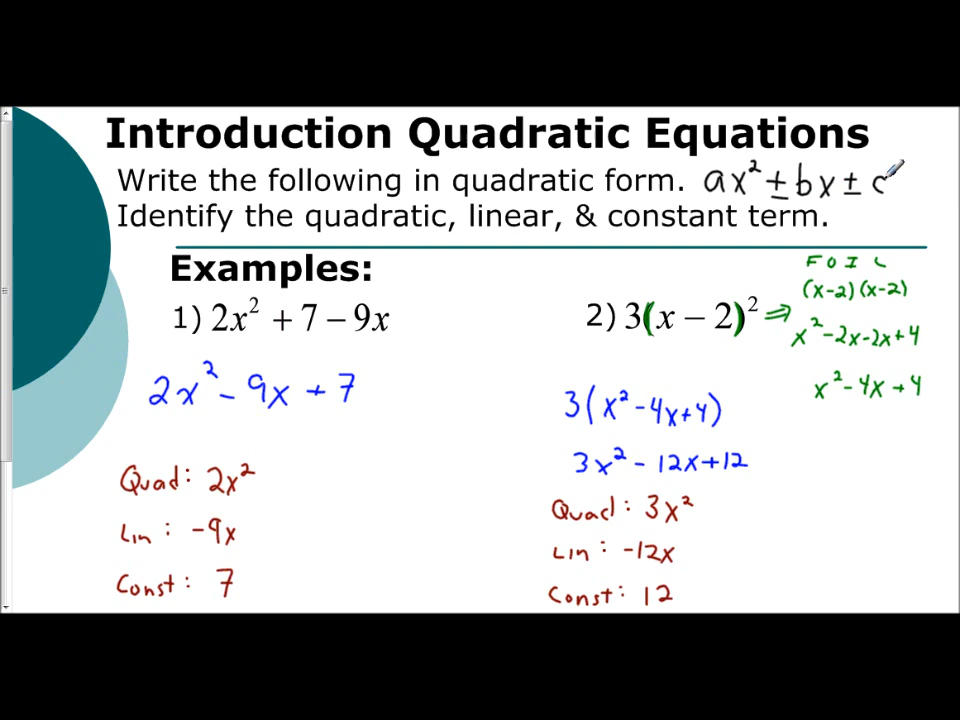 Introduction Quadratic Equations
Write the following in quadratic form. ax² ± bx ± c
Identify the quadratic, linear, & constant term.
Examples:
1) 2x² + 7 − 9x
2x² - 9x + 7
Quad: 2x²
Lin: -9x
Const: 7
2) 3(x − 2)² ⇒
F O I L
(x-2)(x-2)
x² - 2x - 2x + 4
x² - 4x + 4
3(x² - 4x + 4)
3x² - 12x + 12
Quad: 3x²
Lin: -12x
Const: 12